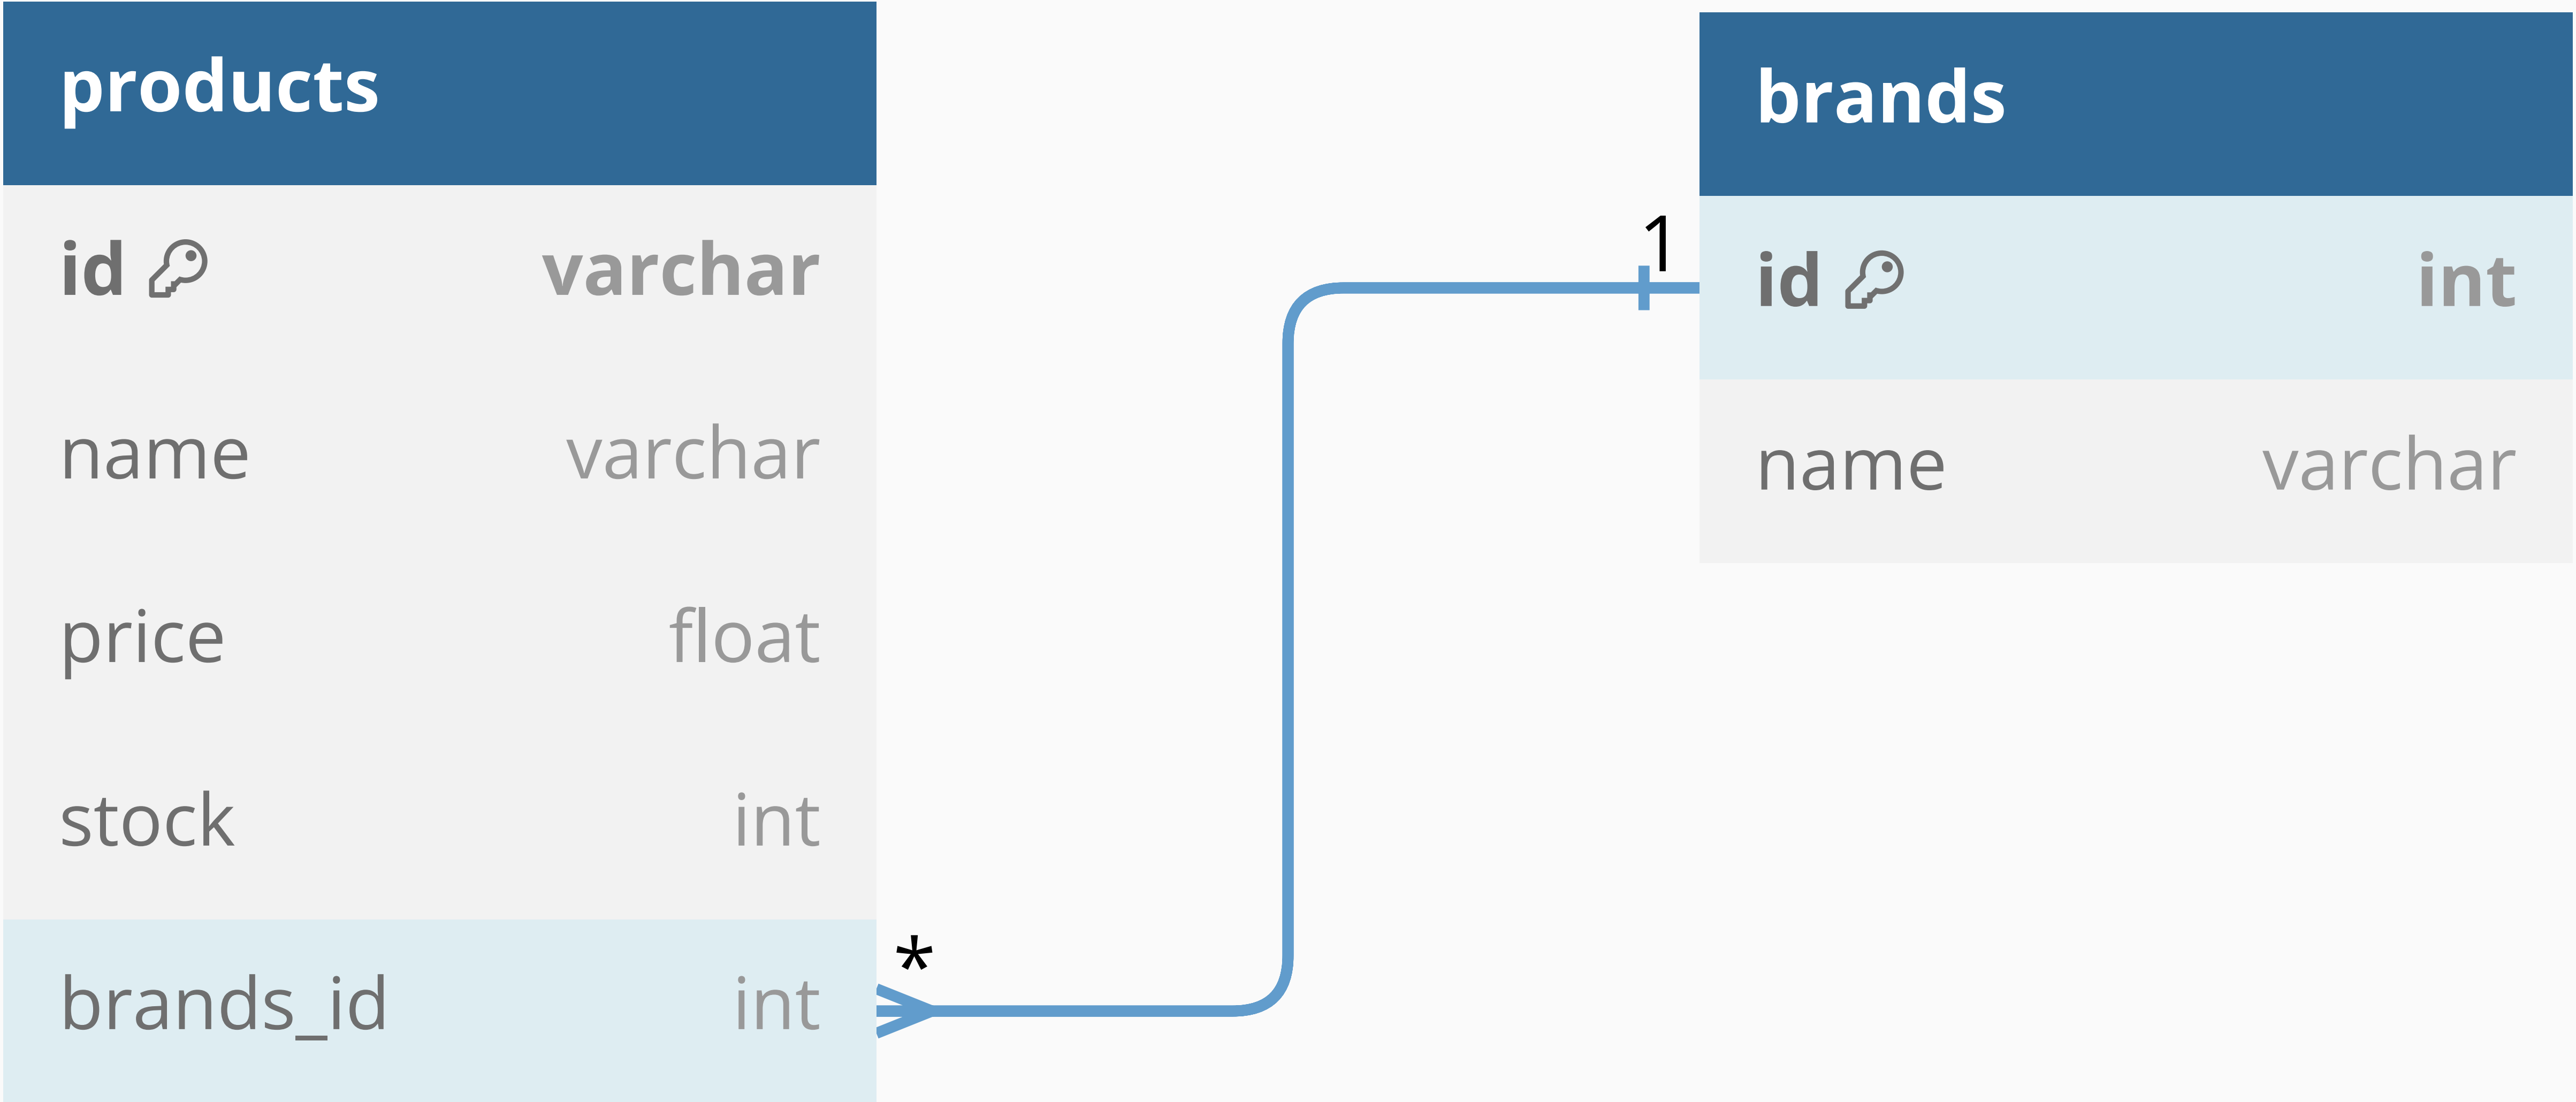 products
id varchar
name varchar
price float
stock int
brands_id int
*
1
brands
id int
name varchar